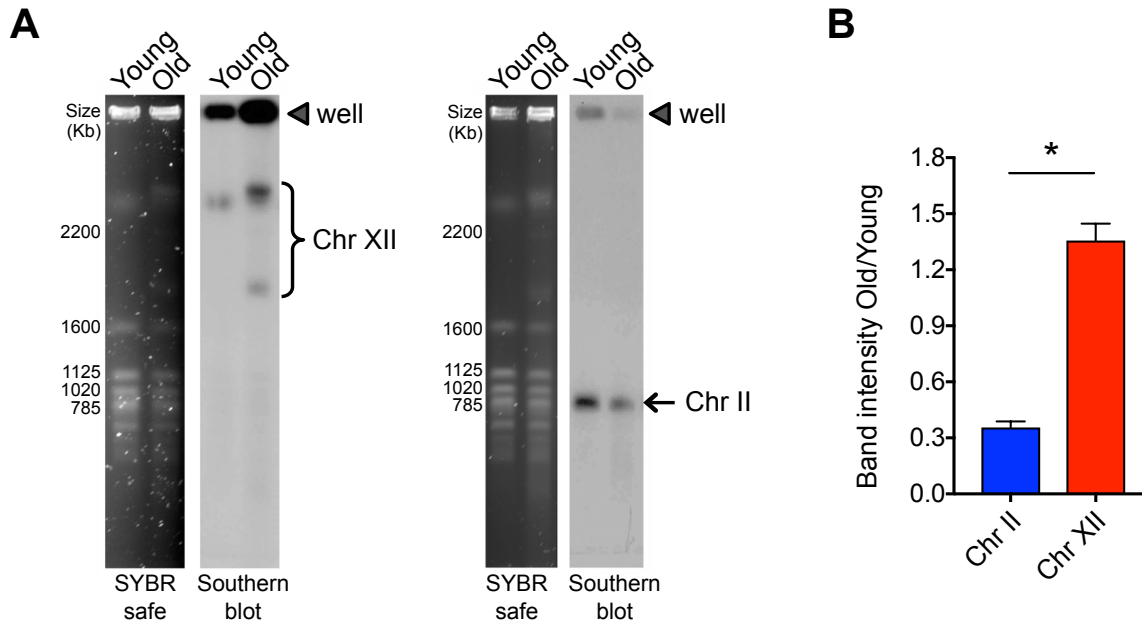 A
Young
Old
Young
Old
Size
(Kb)
2200
1600
1125
1020
785
well
Chr XII
SYBR
safe
Southern
blot
Young
Old
Young
Old
Size
(Kb)
2200
1600
1125
1020
785
well
Chr II
SYBR
safe
Southern
blot
B
Band intensity Old/Young
1.8
1.5
1.2
0.9
0.6
0.3
0.0
*
Chr II
Chr XII